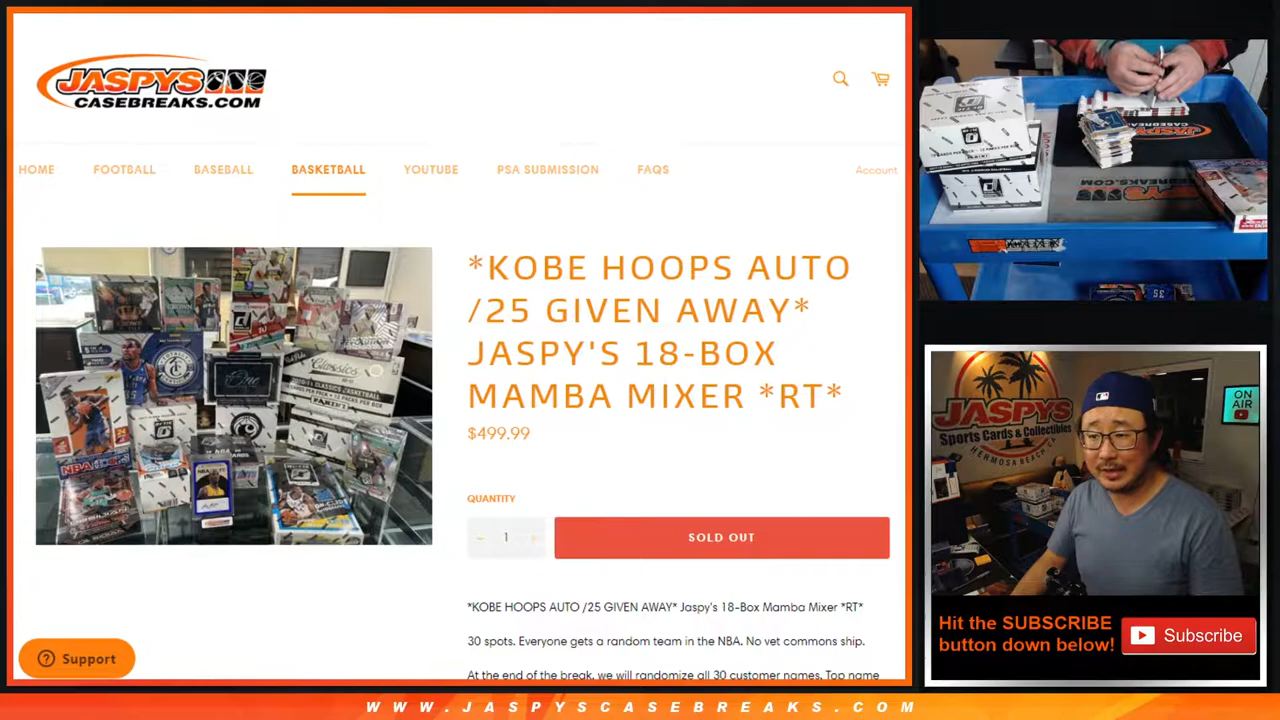 JASPYS
CASEBREAKS.COM
HOME
FOOTBALL
BASEBALL
BASKETBALL
YOUTUBE
PSA SUBMISSION
FAQS
Account
*KOBE HOOPS AUTO
/25 GIVEN AWAY*
JASPY'S 18-BOX
MAMBA MIXER *RT*
$499.99
QUANTITY
1
SOLD OUT
*KOBE HOOPS AUTO /25 GIVEN AWAY* Jaspy's 18-Box Mamba Mixer *RT*
30 spots. Everyone gets a random team in the NBA. No vet commons ship.
At the end of the break, we will randomize all 30 customer names. Top name
Support
Classics
PANINI
JASPYS
Sports Cards & Collectibles
HERMOSA BEACH
ON
AIR
Hit the SUBSCRIBE
button down below!
Subscribe
WWW.JASPYSCASEBREAKS.COM